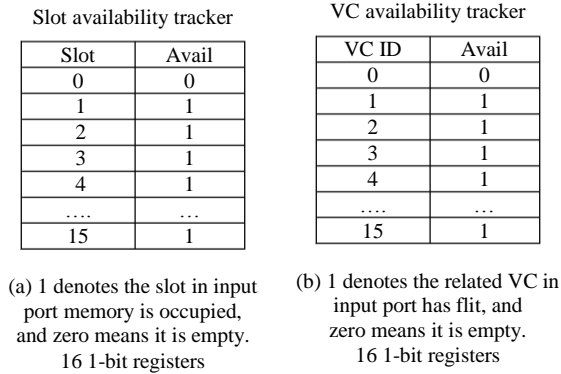 Slot availability tracker
Slot Avail
0 0
1 1
2 1
3 1
4 1
.... ...
15 1
(a) 1 denotes the slot in input
port memory is occupied,
and zero means it is empty.
16 1-bit registers
VC availability tracker
VC ID Avail
0 0
1 1
2 1
3 1
4 1
.... ...
15 1
(b) 1 denotes the related VC in
input port has flit, and
zero means it is empty.
16 1-bit registers